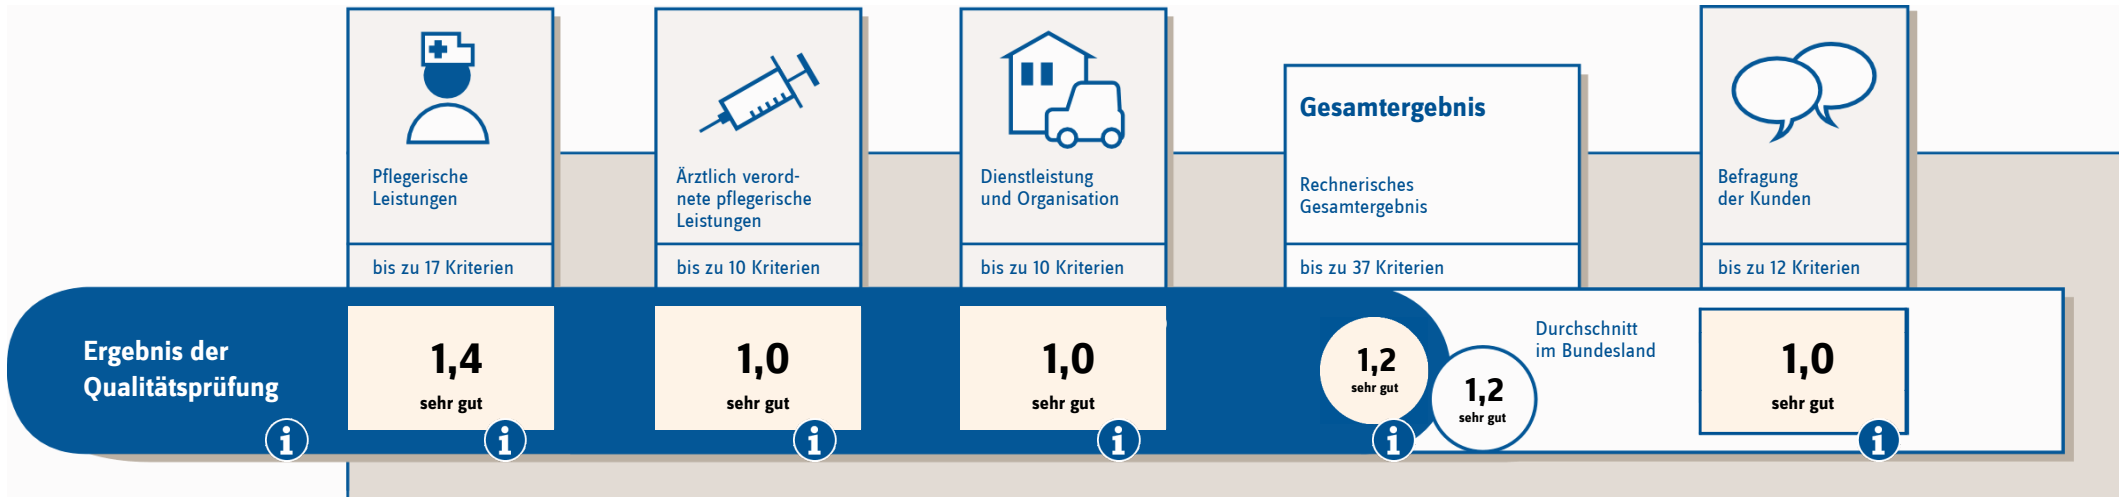 Pflegerische
Leistungen
bis zu 17 Kriterien
Ärztlich verord-
nete pflegerische
Leistungen
bis zu 10 Kriterien
Dienstleistung
und Organisation
bis zu 10 Kriterien
Gesamtergebnis
Rechnerisches
Gesamtergebnis
bis zu 37 Kriterien
Befragung
der Kunden
bis zu 12 Kriterien
Ergebnis der
Qualitätsprüfung
i
1,4
sehr gut
i
1,0
sehr gut
i
1,0
sehr gut
i
1,2
sehr gut
i
1,2
sehr gut
Durchschnitt
im Bundesland
1,0
sehr gut
i